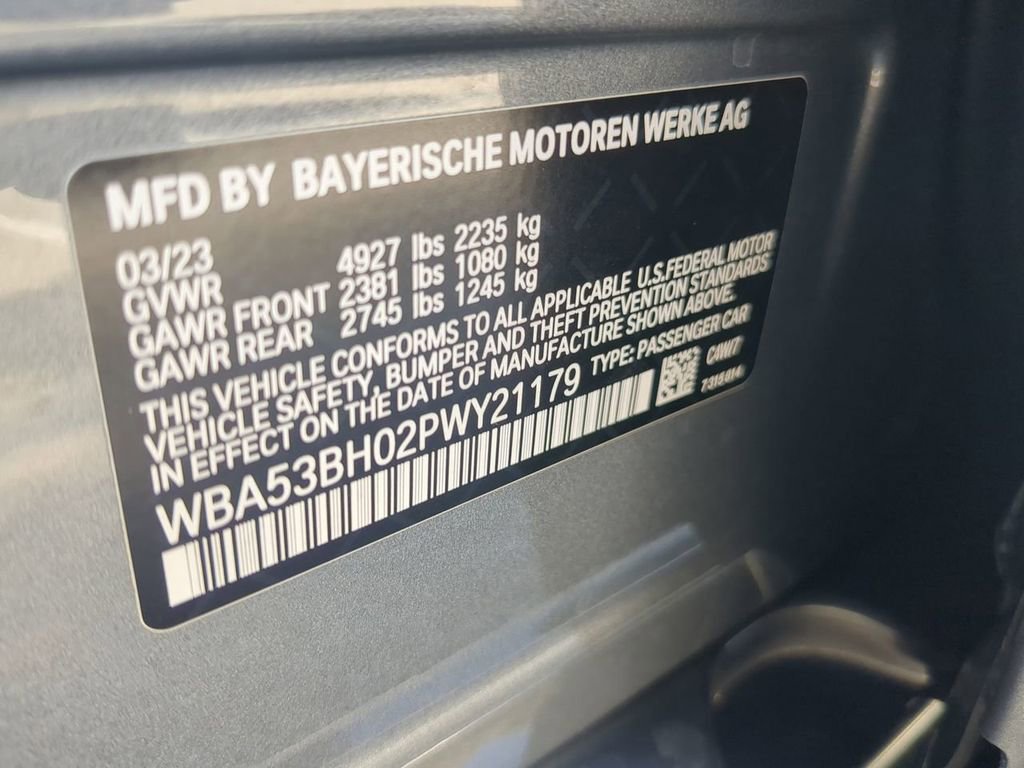 MFD BY BAYERISCHE MOTOREN WERKE AG
03/23
GVWR 4927 lbs 2235 kg
GAWR FRONT 2381 lbs 1080 kg
GAWR REAR 2745 lbs 1245 kg
THIS VEHICLE CONFORMS TO ALL APPLICABLE U.S.FEDERAL MOTOR
VEHICLE SAFETY, BUMPER AND THEFT PREVENTION STANDARDS
IN EFFECT ON THE DATE OF MANUFACTURE SHOWN ABOVE.
WBA53BH02PWY21179 TYPE: PASSENGER CAR
C4W7
7315014